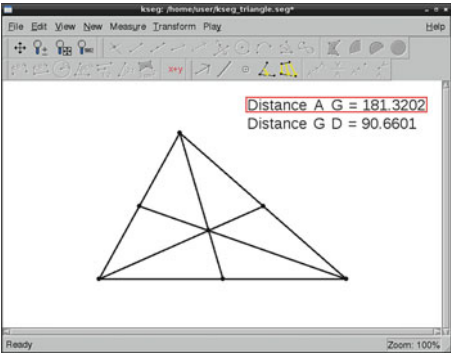 kseg: /home/user/kseg_triangle.seg*
File Edit View New Measure Transform Play Help
x+y
Distance A G = 181.3202
Distance G D = 90.6601
Ready Zoom: 100%